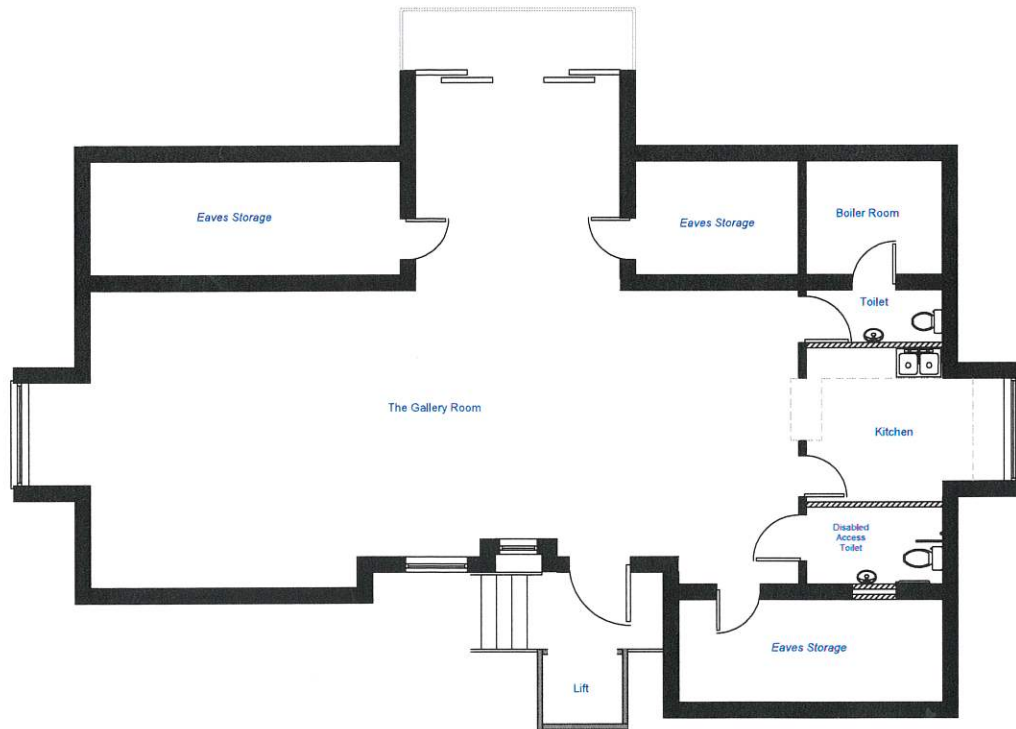 Eaves Storage
Eaves Storage
Boiler Room
Toilet
The Gallery Room
Kitchen
Disabled
Access
Toilet
Eaves Storage
Lift